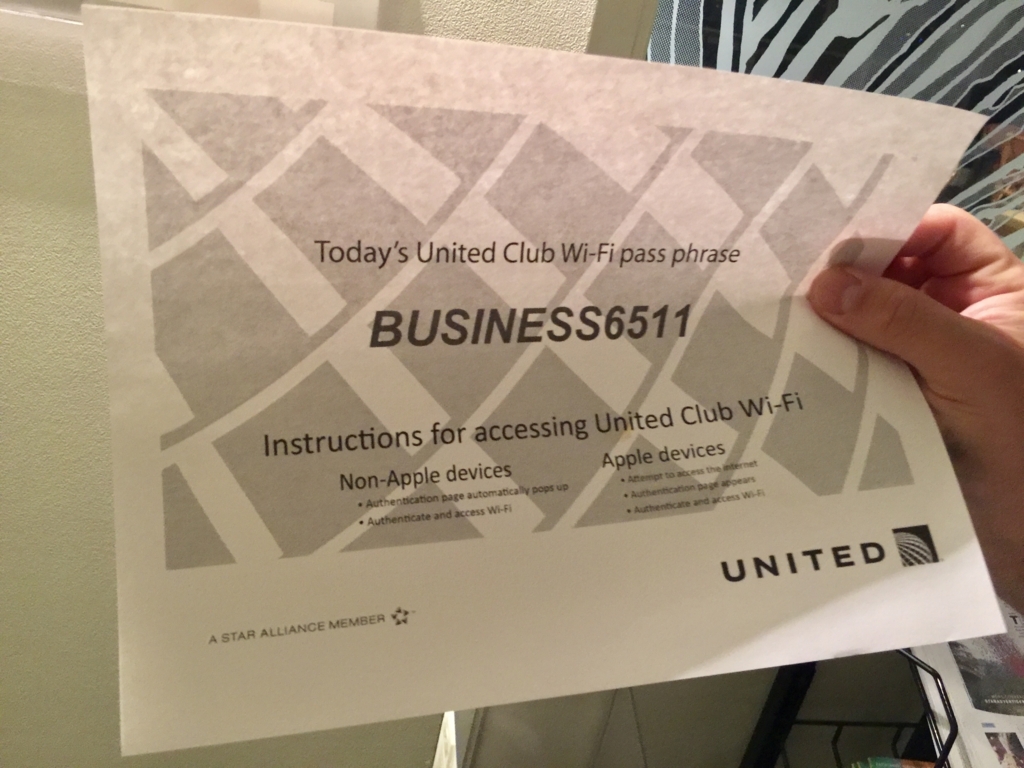 Today's United Club Wi-Fi pass phrase
BUSINESS6511
Instructions for accessing United Club Wi-Fi
Non-Apple devices
• Authentication page automatically pops up
• Authenticate and access Wi-Fi
Apple devices
• Attempt to access the internet
• Authentication page appears
• Authenticate and access Wi-Fi
UNITED
A STAR ALLIANCE MEMBER